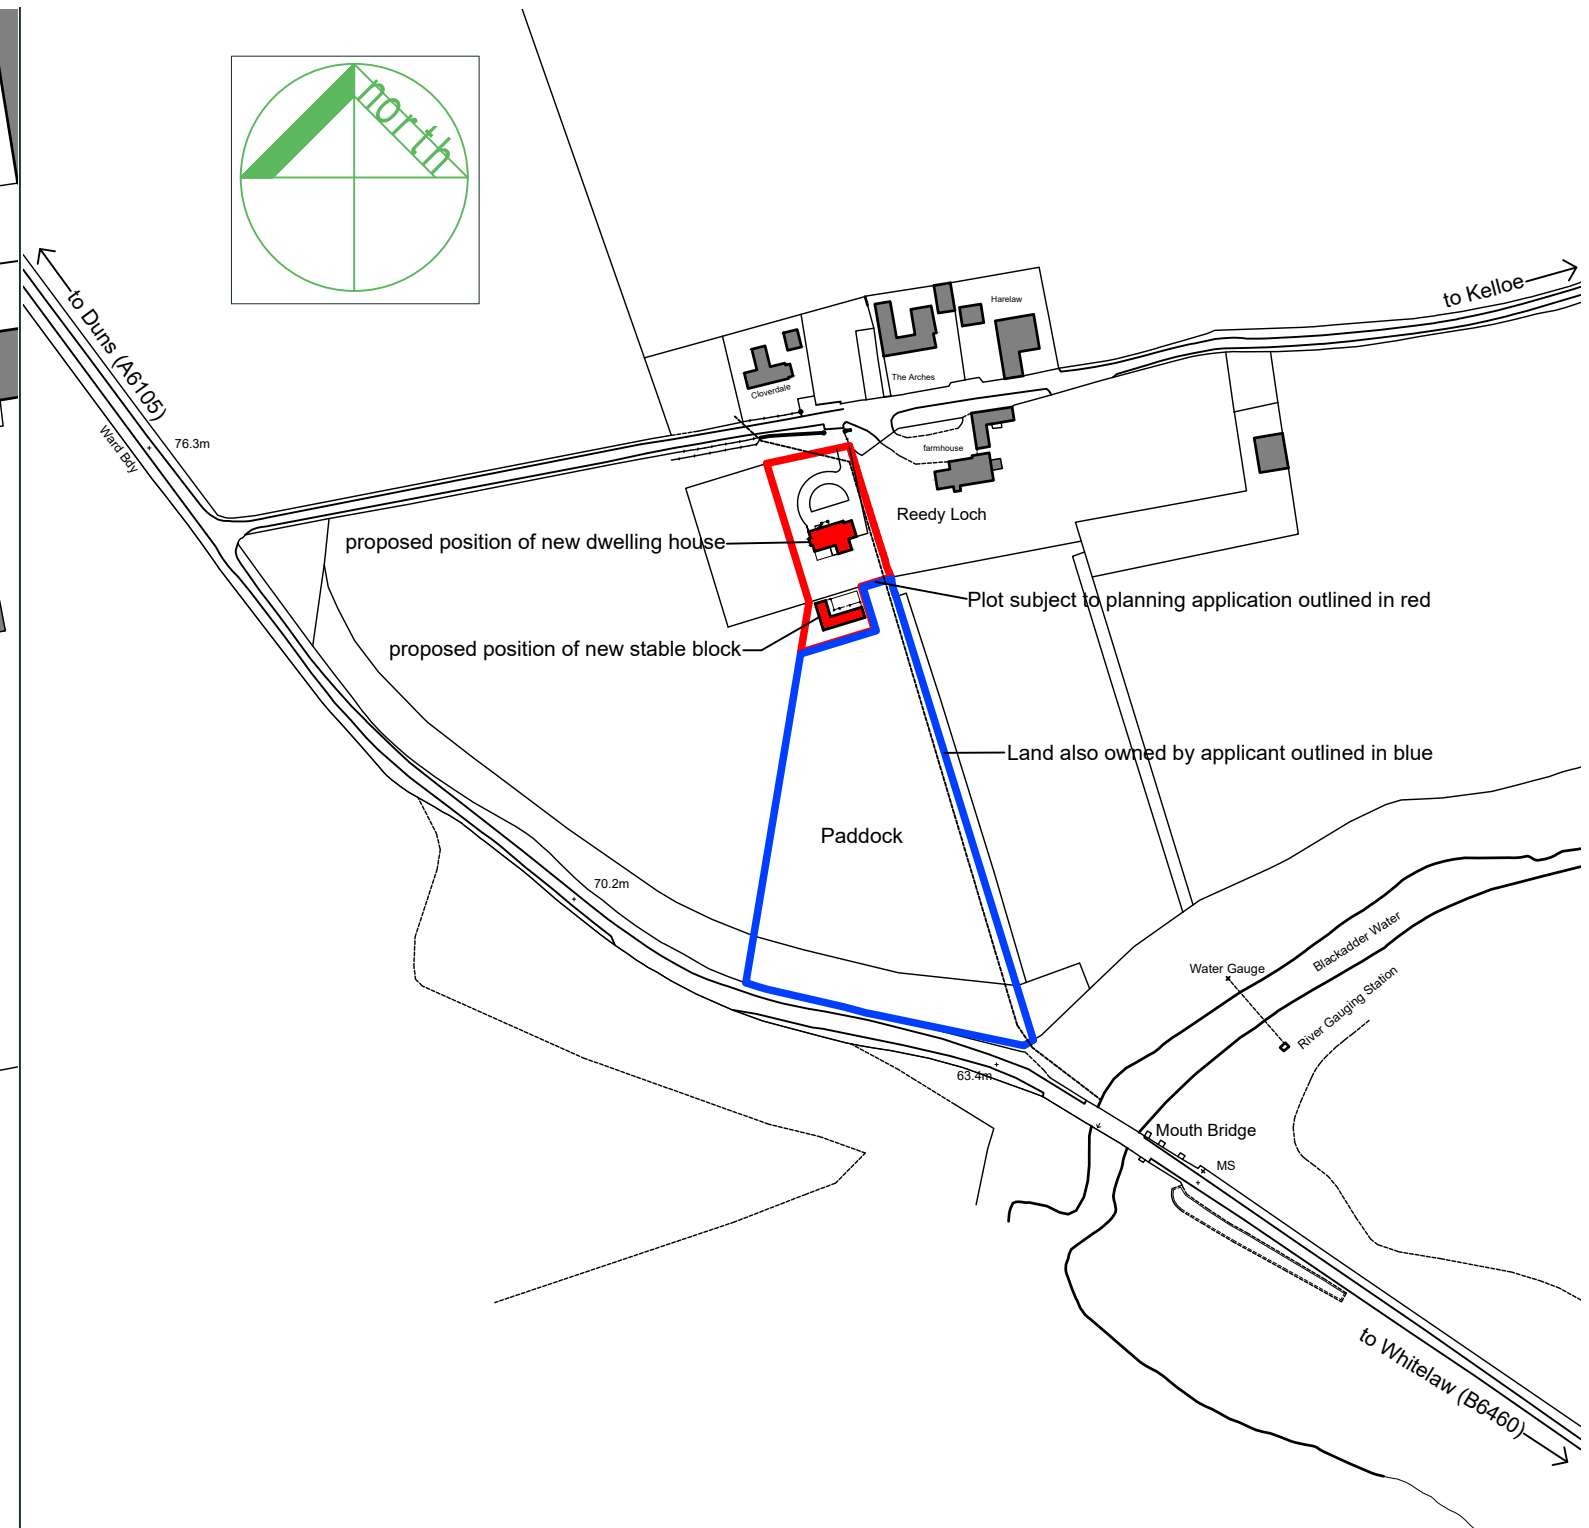 north
to Duns (A6105)
to Kelloe
Harelaw
The Arches
Cloverdale
Ward Bdy
76.3m
farmhouse
Reedy Loch
proposed position of new dwelling house
Plot subject to planning application outlined in red
proposed position of new stable block
Land also owned by applicant outlined in blue
Paddock
70.2m
Blackadder Water
Water Gauge
River Gauging Station
63.4m
Mouth Bridge
MS
to Whitelaw (B6460)